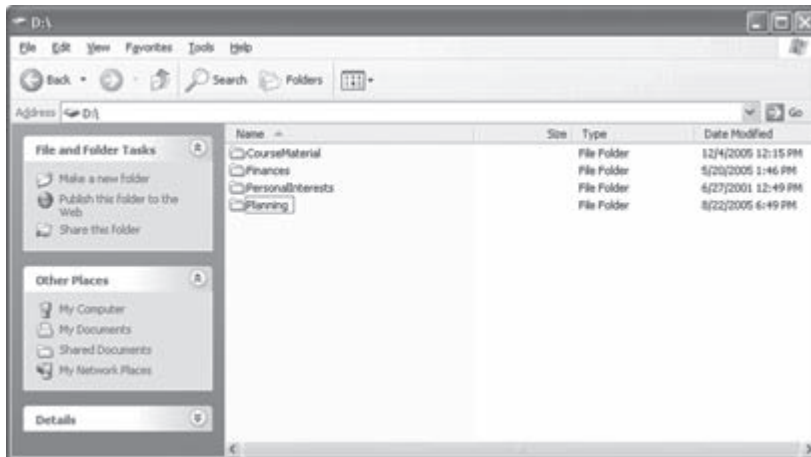 D:\
File Edit View Favorites Tools Help
Back Search Folders
Address D:\ Go
File and Folder Tasks
Make a new folder
Publish this folder to the
Web
Share this folder
Other Places
My Computer
My Documents
Shared Documents
My Network Places
Details
Name Size Type Date Modified
CourseMaterial File Folder 12/4/2005 12:15 PM
Finances File Folder 5/20/2005 1:46 PM
PersonalInterests File Folder 6/27/2001 12:49 PM
Planning File Folder 8/22/2005 6:49 PM